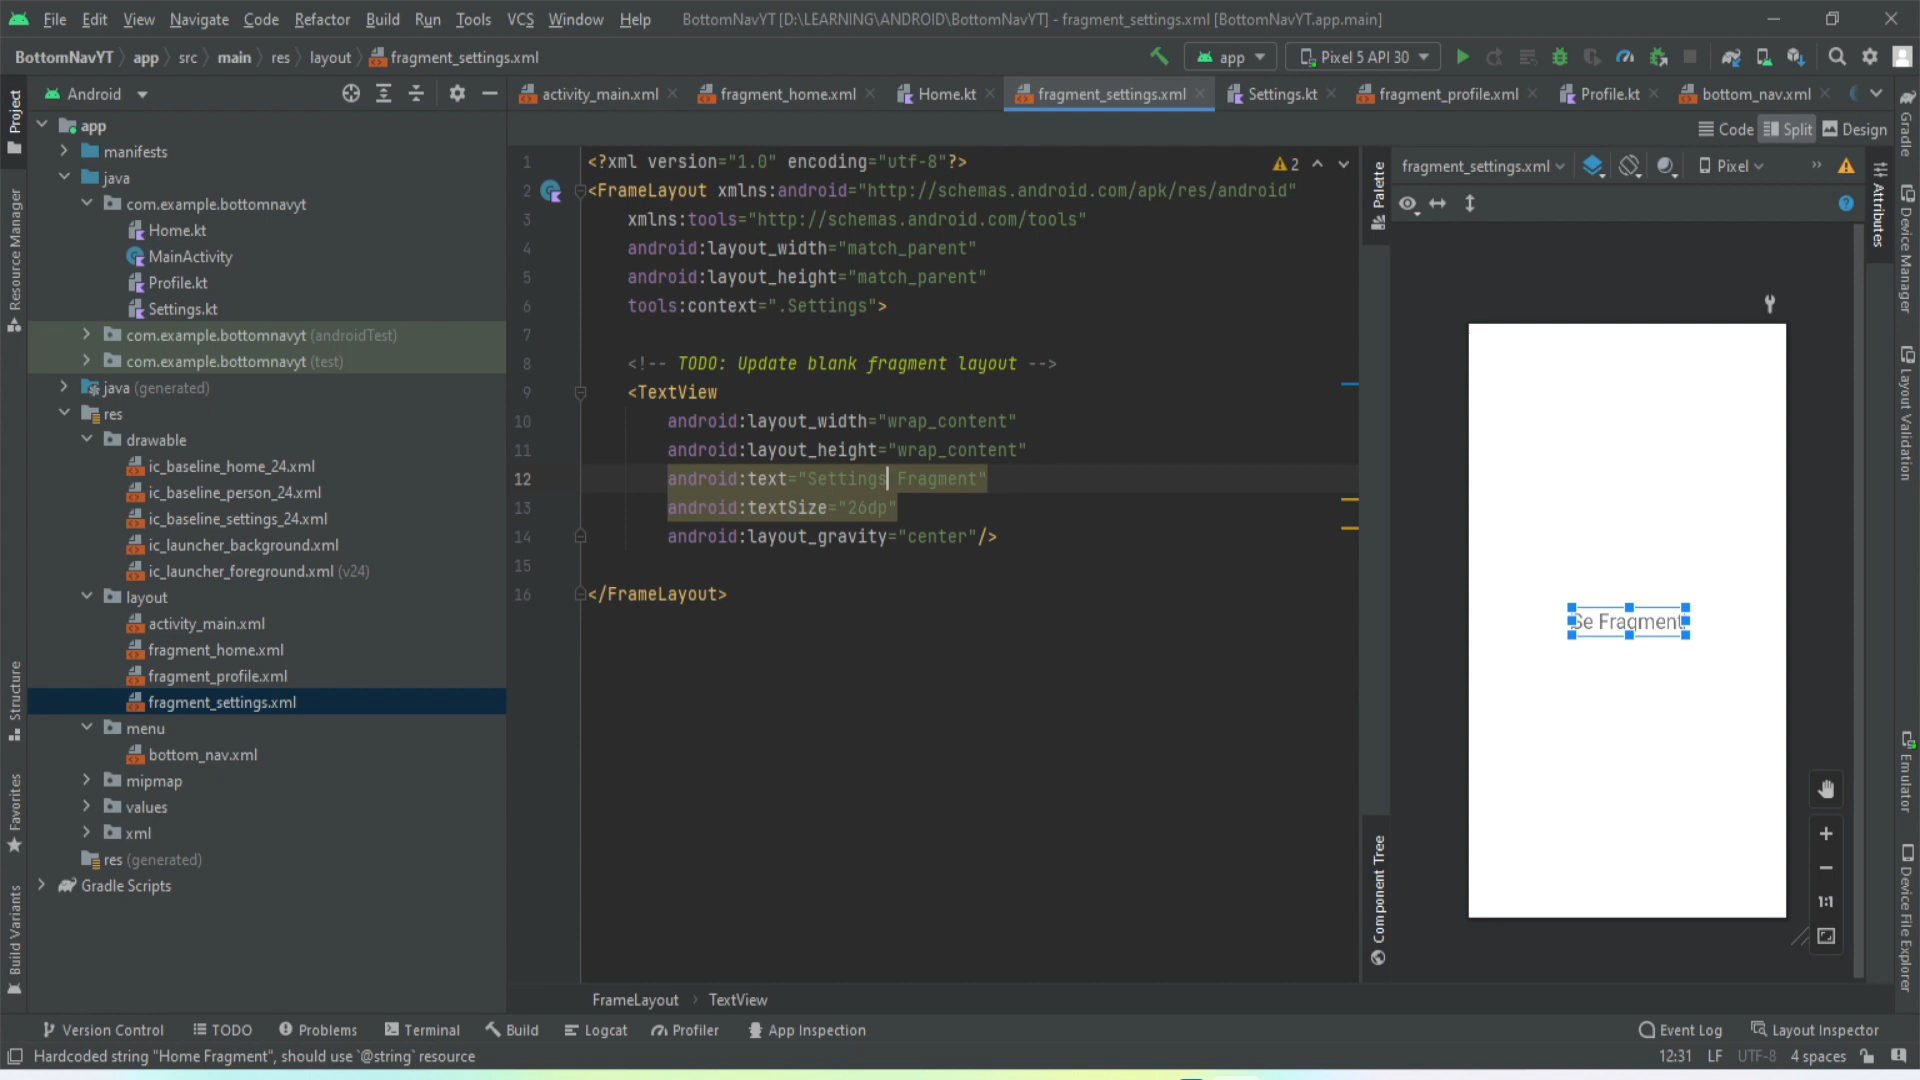 File Edit View Navigate Code Refactor Build Run Tools VCS Window Help BottomNavYT [D:\LEARNING\ANDROID\BottomNavYT] - fragment_settings.xml [BottomNavYT.app.main]
BottomNavYT app src main res layout fragment_settings.xml app Pixel 5 API 30
Project
Resource Manager
Structure
Favorites
Build Variants
Android
app
manifests
java
com.example.bottomnavyt
Home.kt
MainActivity
Profile.kt
Settings.kt
com.example.bottomnavyt (androidTest)
com.example.bottomnavyt (test)
java (generated)
res
drawable
ic_baseline_home_24.xml
ic_baseline_person_24.xml
ic_baseline_settings_24.xml
ic_launcher_background.xml
ic_launcher_foreground.xml (v24)
layout
activity_main.xml
fragment_home.xml
fragment_profile.xml
fragment_settings.xml
menu
bottom_nav.xml
mipmap
values
xml
res (generated)
Gradle Scripts
activity_main.xml fragment_home.xml Home.kt fragment_settings.xml Settings.kt fragment_profile.xml Profile.kt bottom_nav.xml
Code Split Design
2
1 <?xml version="1.0" encoding="utf-8"?>
2 <FrameLayout xmlns:android="http://schemas.android.com/apk/res/android"
3 xmlns:tools="http://schemas.android.com/tools"
4 android:layout_width="match_parent"
5 android:layout_height="match_parent"
6 tools:context=".Settings">
7
8 <!-- TODO: Update blank fragment layout -->
9 <TextView
10 android:layout_width="wrap_content"
11 android:layout_height="wrap_content"
12 android:text="Settings Fragment"
13 android:textSize="26dp"
14 android:layout_gravity="center"/>
15
16 </FrameLayout>
FrameLayout TextView
Palette
Component Tree
fragment_settings.xml Pixel
Se Fragment
1:1
Attributes
Gradle
Device Manager
Layout Validation
Emulator
Device File Explorer
Version Control TODO Problems Terminal Build Logcat Profiler App Inspection Event Log Layout Inspector
Hardcoded string "Home Fragment", should use `@string` resource 12:31 LF UTF-8 4 spaces